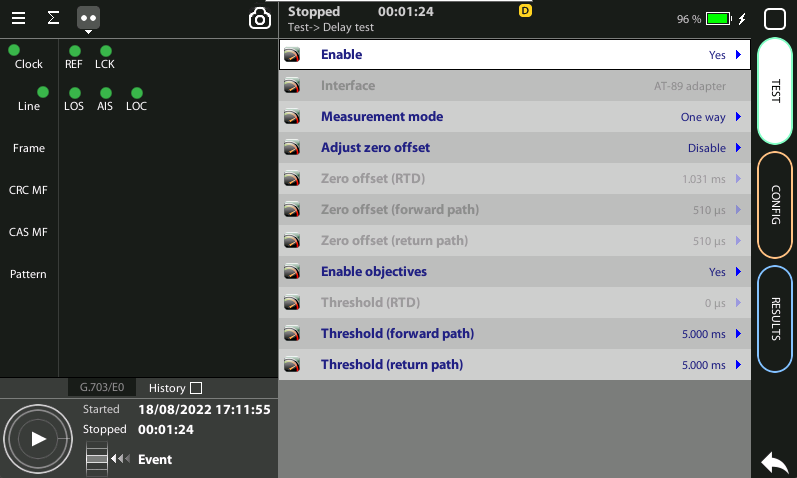 Σ
Stopped 00:01:24
D
Test-> Delay test
96 %
Clock REF LCK
Line LOS AIS LOC
Frame
CRC MF
CAS MF
Pattern
G.703/E0 History
Started 18/08/2022 17:11:55
Stopped 00:01:24
Event
Enable Yes
Interface AT-89 adapter
Measurement mode One way
Adjust zero offset Disable
Zero offset (RTD) 1.031 ms
Zero offset (forward path) 510 µs
Zero offset (return path) 510 µs
Enable objectives Yes
Threshold (RTD) 0 µs
Threshold (forward path) 5.000 ms
Threshold (return path) 5.000 ms
TEST
CONFIG
RESULTS